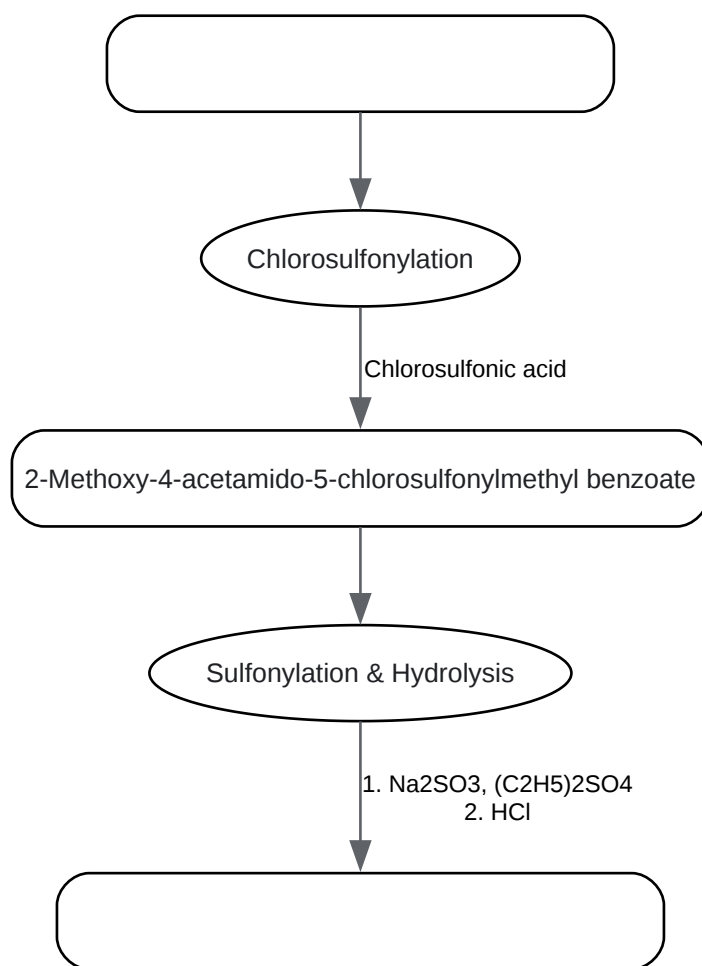 Chlorosulfonylation
Chlorosulfonic acid
2-Methoxy-4-acetamido-5-chlorosulfonylmethyl benzoate
Sulfonylation & Hydrolysis
1. Na2SO3, (C2H5)2SO4
2. HCl